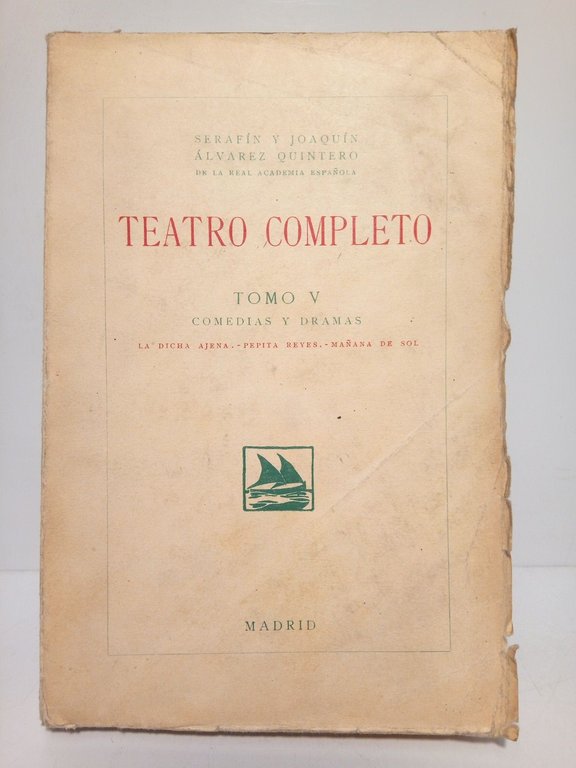 SERAFÍN Y JOAQUÍN
ÁLVAREZ QUINTERO
DE LA REAL ACADEMIA ESPAÑOLA
TEATRO COMPLETO
TOMO V
COMEDIAS Y DRAMAS
LA DICHA AJENA.-PEPITA REYES.-MAÑANA DE SOL
MADRID